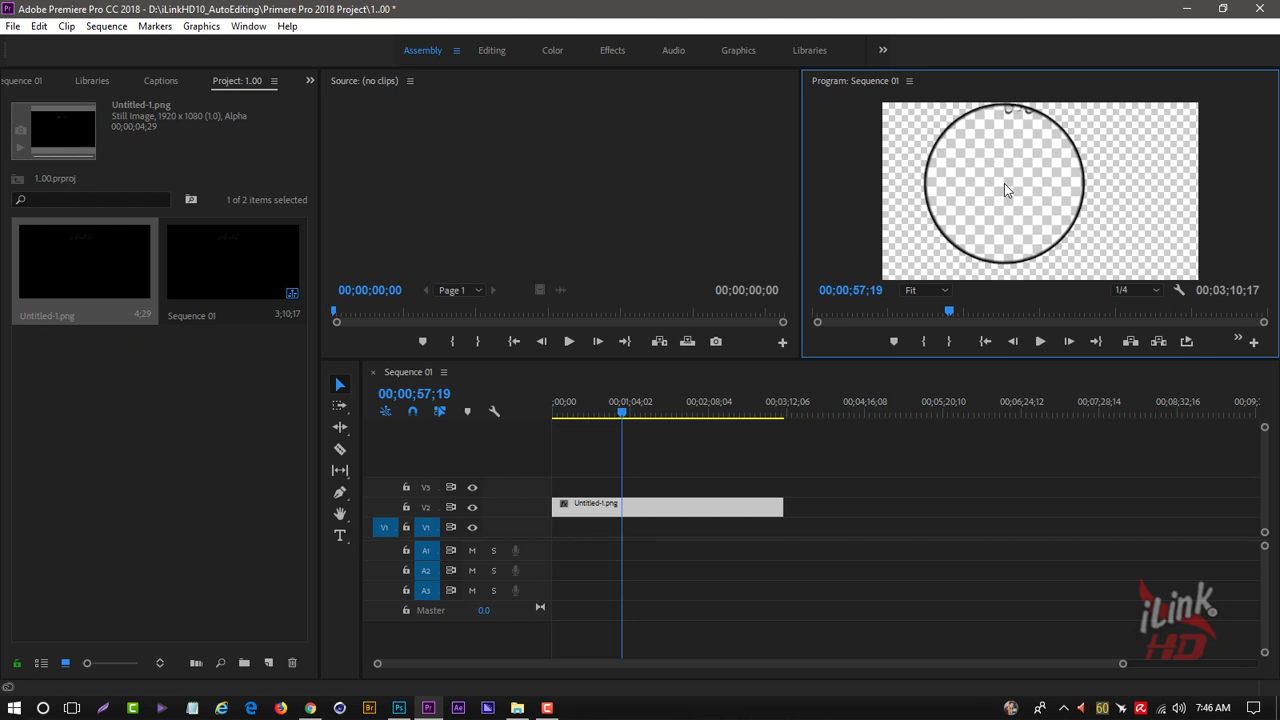 Adobe Premiere Pro CC 2018 - D:\iLinkHD10_AutoEditing\Primere Pro 2018 Project\1..00 *
File Edit Clip Sequence Markers Graphics Window Help
Assembly Editing Color Effects Audio Graphics Libraries
equence 01 Libraries Captions Project: 1.00
Source: (no clips)
Program: Sequence 01
Untitled-1.png
Still Image, 1920 x 1080 (1.0), Alpha
00;00;04;29
1.00.prproj
1 of 2 items selected
Untitled-1.png 4;29
Sequence 01 3;10;17
00;00;00;00 Page 1 00;00;00;00
00;00;57;19 Fit 1/4 00;03;10;17
Sequence 01
00;00;57;19
;00;00 00;01;04;02 00;02;08;04 00;03;12;06 00;04;16;08 00;05;20;10 00;06;24;12 00;07;28;14 00;08;32;16 00;09;
V3
V2 Untitled-1.png
V1 V1
A1 M S
A2 M S
A3 M S
Master 0.0
iLink
HD
Br Ps Pr Ae 60 7:46 AM